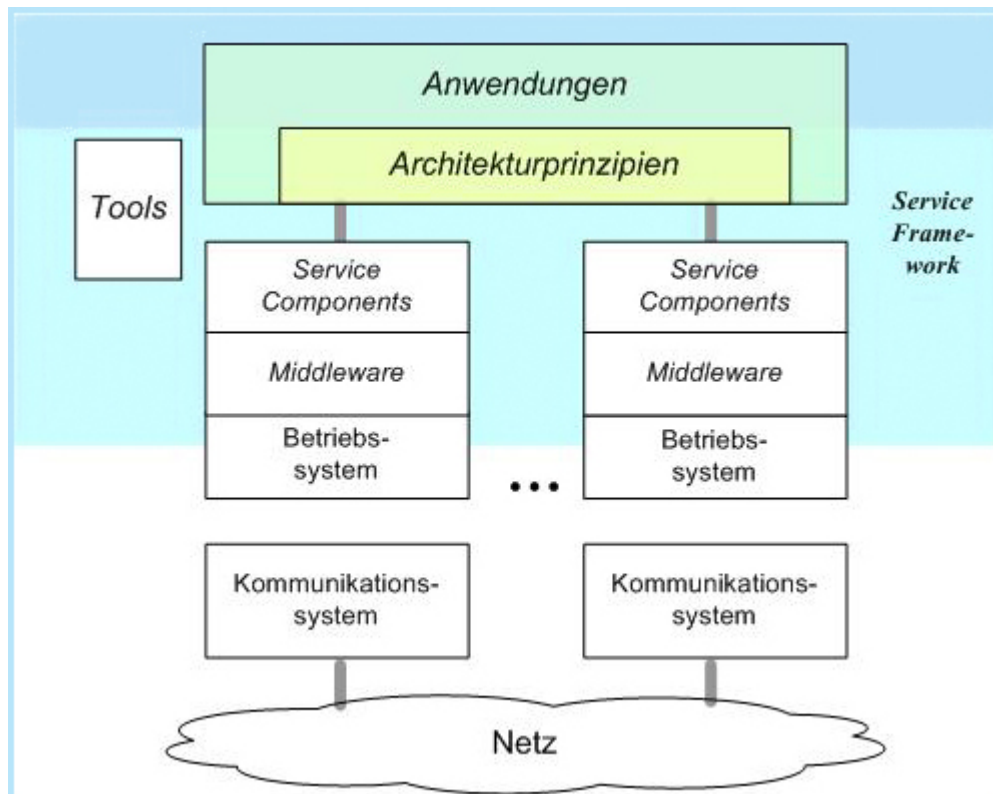 Anwendungen
Architekturprinzipien
Tools
Service
Frame-
work
Service
Components
Service
Components
Middleware
Middleware
Betriebs-
system
Betriebs-
system
...
Kommunikations-
system
Kommunikations-
system
Netz